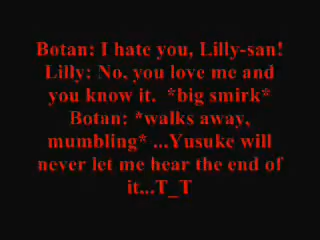 Botan: I hate you, Lilly-san!
Lilly: No, you love me and
you know it.  *big smirk*
Botan: *walks away,
mumbling* ...Yusuke will
never let me hear the end of
it...T_T